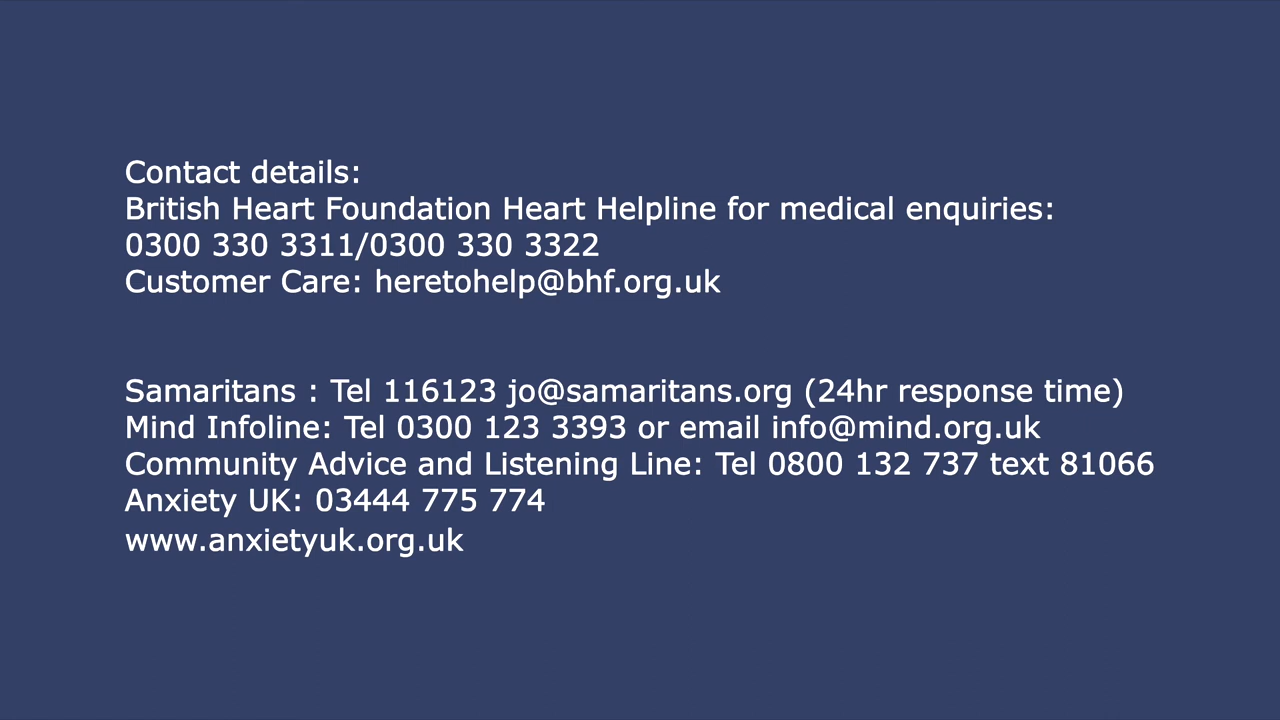 Contact details:
British Heart Foundation Heart Helpline for medical enquiries:
0300 330 3311/0300 330 3322
Customer Care: heretohelp@bhf.org.uk
Samaritans : Tel 116123 jo@samaritans.org (24hr response time)
Mind Infoline: Tel 0300 123 3393 or email info@mind.org.uk
Community Advice and Listening Line: Tel 0800 132 737 text 81066
Anxiety UK: 03444 775 774
www.anxietyuk.org.uk